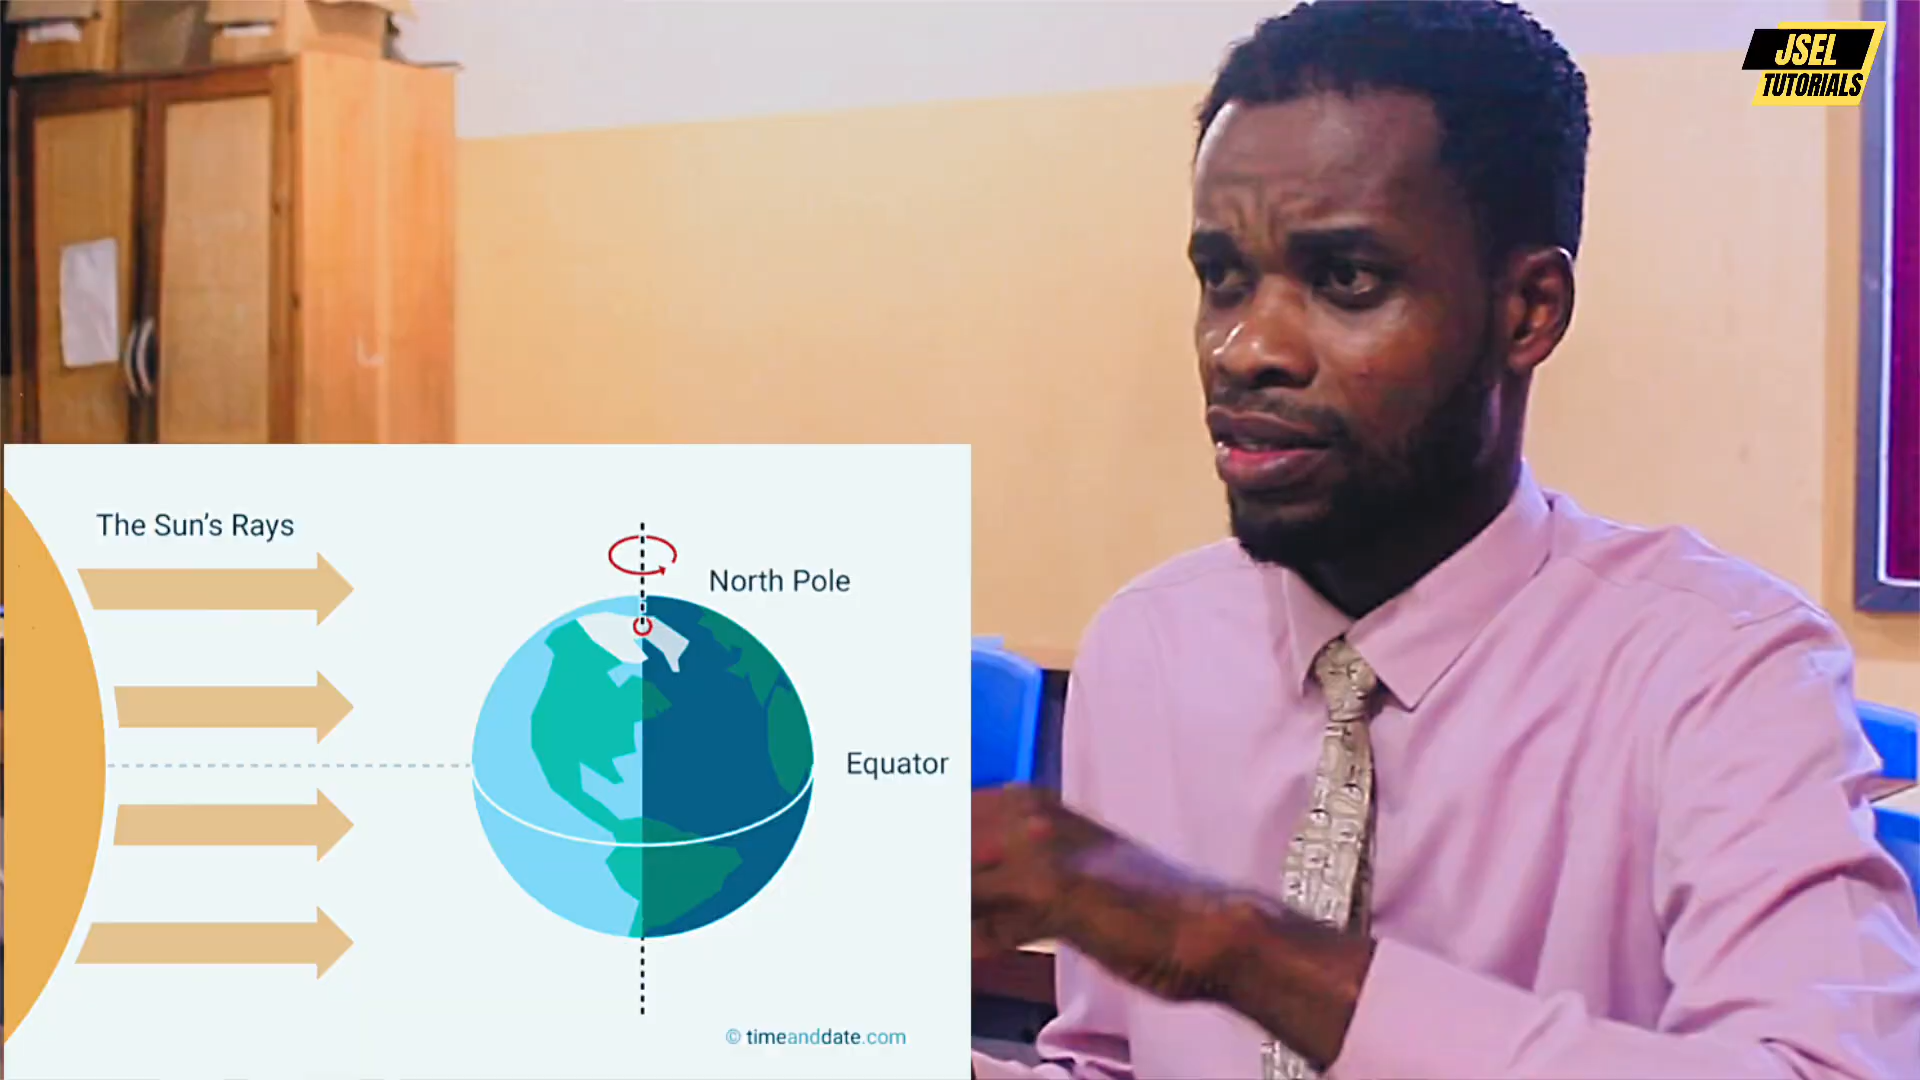 JSEL
TUTORIALS
The Sun's Rays
North Pole
Equator
© timeanddate.com